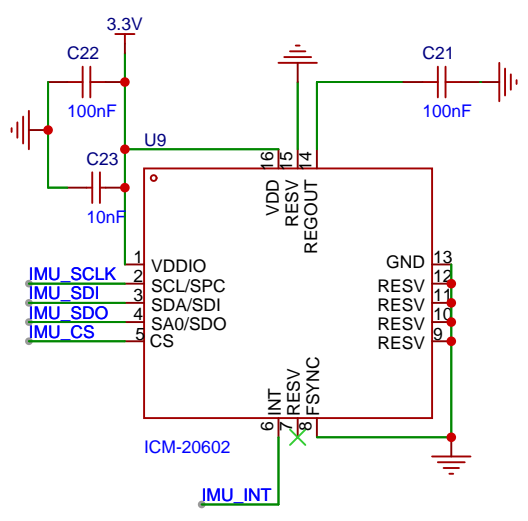 3.3V
C22
100nF
C21
100nF
U9
C23
10nF
16
15
14
VDD
RESV
REGOUT
1
VDDIO
IMU_SCLK
2
SCL/SPC
IMU_SDI
3
SDA/SDI
IMU_SDO
4
SA0/SDO
IMU_CS
5
CS
GND
13
RESV
12
RESV
11
RESV
10
RESV
9
INT
RESV
FSYNC
6
7
8
ICM-20602
IMU_INT